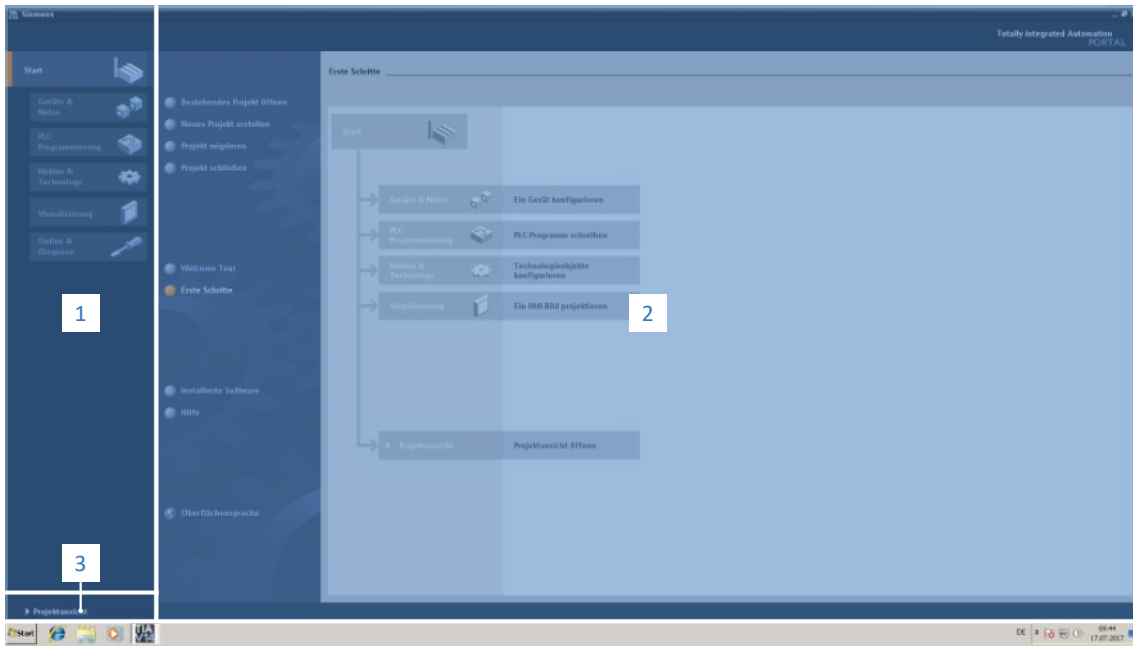 Siemens
Totally Integrated Automation
PORTAL
Start
Geräte &
Netze
PLC-
Programmierung
Motion &
Technology
Visualisierung
Online &
Diagnose
1
3
Projektansicht
Bestehendes Projekt öffnen
Neues Projekt erstellen
Projekt migrieren
Projekt schließen
Welcome Tour
Erste Schritte
Installierte Software
Hilfe
Oberflächensprache
Erste Schritte
Start
Geräte & Netze
Ein Gerät konfigurieren
PLC-
Programmierung
PLC-Programm schreiben
Motion &
Technology
Technologieobjekte
konfigurieren
Visualisierung
Ein HMI-Bild projektieren
2
Projektansicht
Projektansicht öffnen
Start
TIA
V14
DE
09:44
17.07.2017